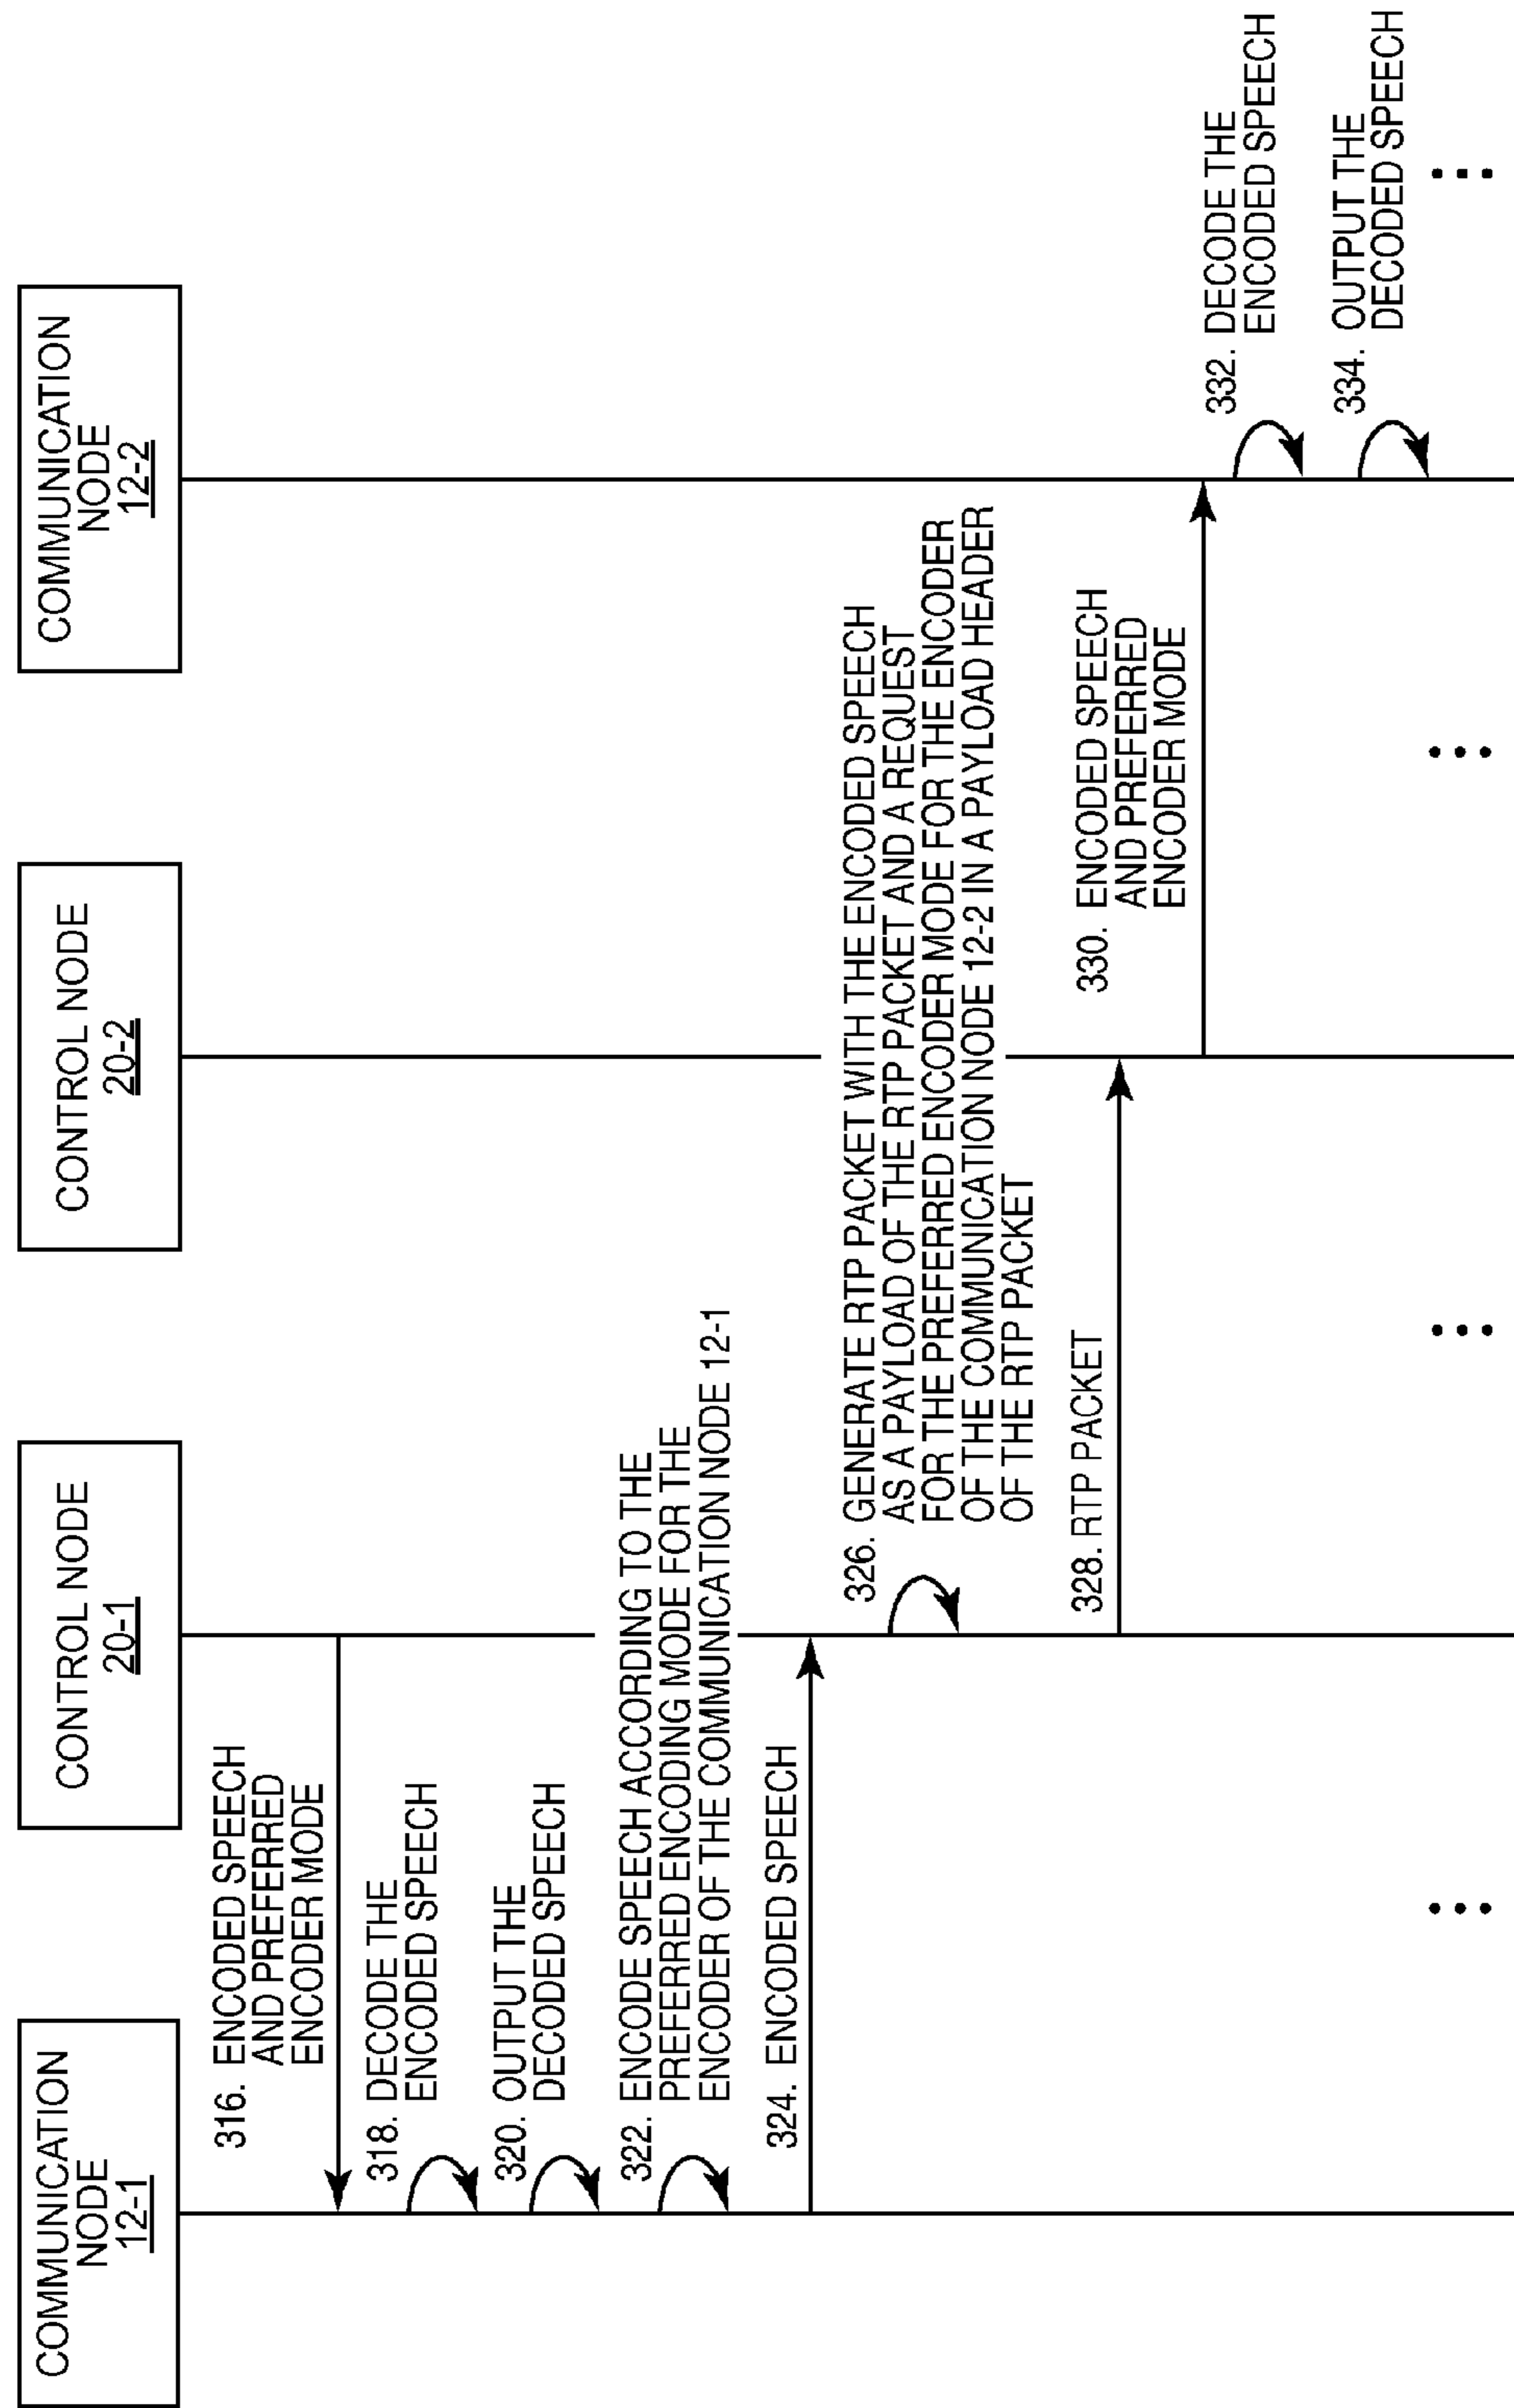 COMMUNICATION
NODE
12-1
CONTROL NODE
20-1
CONTROL NODE
20-2
COMMUNICATION
NODE
12-2
316. ENCODED SPEECH
AND PREFERRED
ENCODER MODE
318. DECODE THE
ENCODED SPEECH
320. OUTPUT THE
DECODED SPEECH
322. ENCODE SPEECH ACCORDING TO THE
PREFERRED ENCODING MODE FOR THE
ENCODER OF THE COMMUNICATION NODE 12-1
324. ENCODED SPEECH
326. GENERATE RTP PACKET WITH THE ENCODED SPEECH
AS A PAYLOAD OF THE RTP PACKET AND A REQUEST
FOR THE PREFERRED ENCODER MODE FOR THE ENCODER
OF THE COMMUNICATION NODE 12-2 IN A PAYLOAD HEADER
OF THE RTP PACKET
328. RTP PACKET
330. ENCODED SPEECH
AND PREFERRED
ENCODER MODE
332. DECODE THE
ENCODED SPEECH
334. OUTPUT THE
DECODED SPEECH